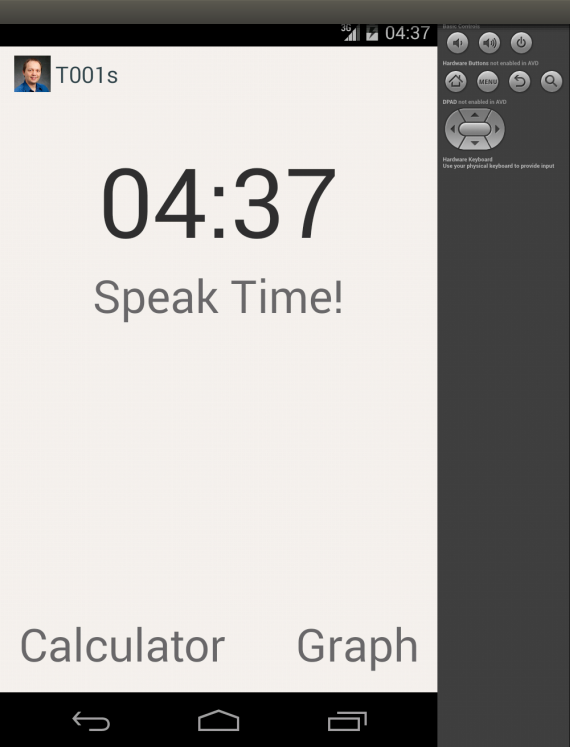 3G 04:37
T001s
04:37
Speak Time!
Calculator Graph
Basic Controls
Hardware Buttons not enabled in AVD
MENU
DPAD not enabled in AVD
Hardware Keyboard
Use your physical keyboard to provide input